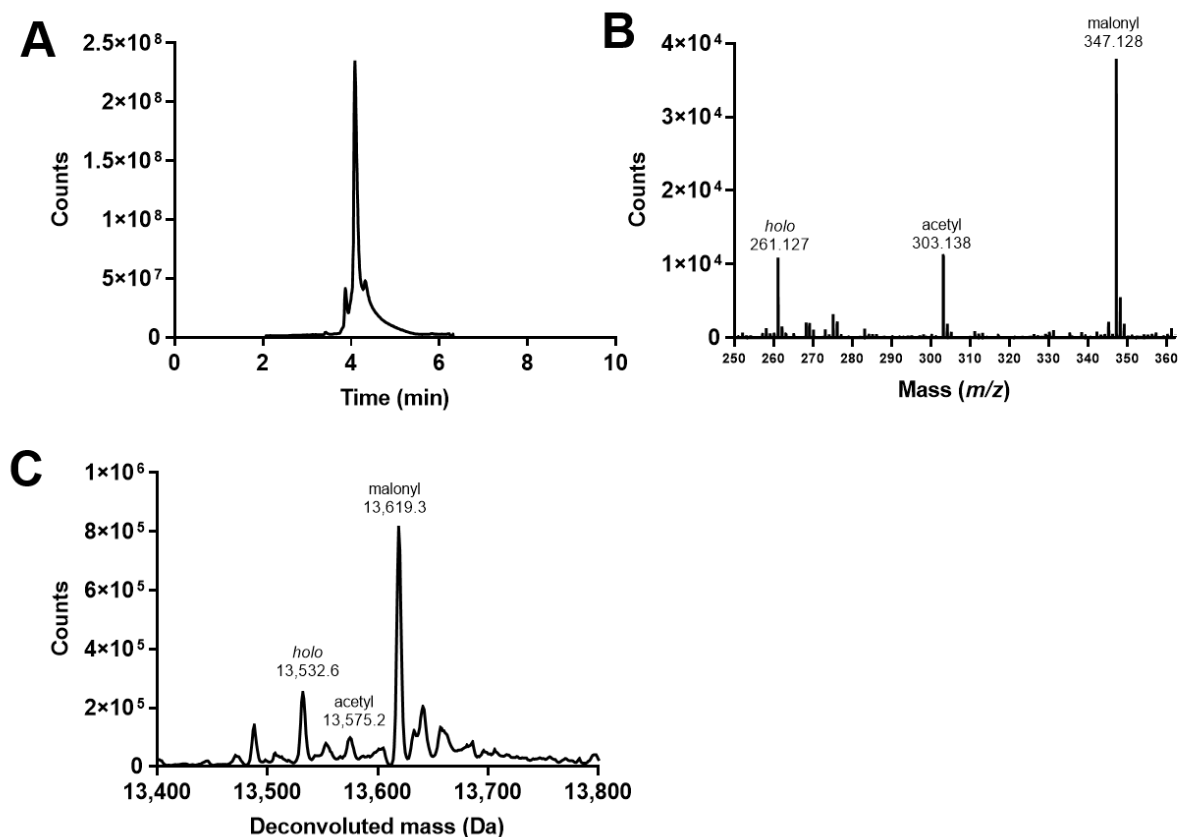 A
2.5×10⁸
2×10⁸
1.5×10⁸
1×10⁸
5×10⁷
0
Counts
0 2 4 6 8 10
Time (min)
B
4×10⁴
3×10⁴
2×10⁴
1×10⁴
0
Counts
holo
261.127
acetyl
303.138
malonyl
347.128
250 260 270 280 290 300 310 320 330 340 350 360
Mass (m/z)
C
1×10⁶
8×10⁵
6×10⁵
4×10⁵
2×10⁵
0
Counts
holo
13,532.6
acetyl
13,575.2
malonyl
13,619.3
13,400 13,500 13,600 13,700 13,800
Deconvoluted mass (Da)